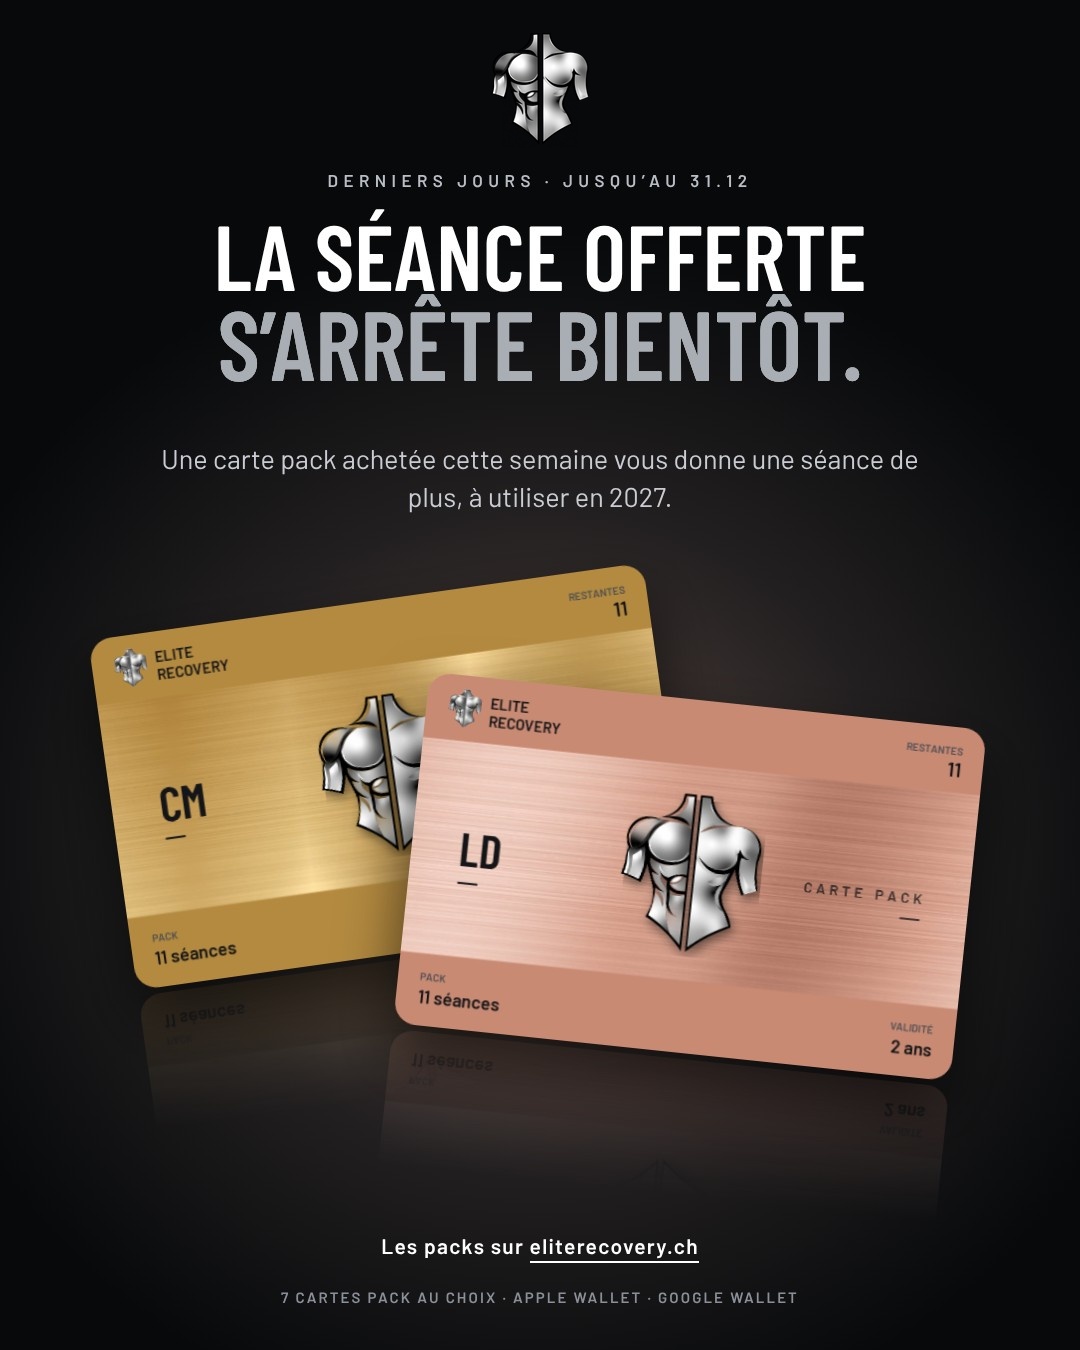 DERNIERS JOURS · JUSQU’AU 31.12
LA SÉANCE OFFERTE
S’ARRÊTE BIENTÔT.
Une carte pack achetée cette semaine vous donne une séance de
plus, à utiliser en 2027.
ELITE
RECOVERY
RESTANTES
11
CM
PACK
11 séances
ELITE
RECOVERY
RESTANTES
11
LD
CARTE PACK
PACK
11 séances
VALIDITÉ
2 ans
Les packs sur eliterecovery.ch
7 CARTES PACK AU CHOIX · APPLE WALLET · GOOGLE WALLET